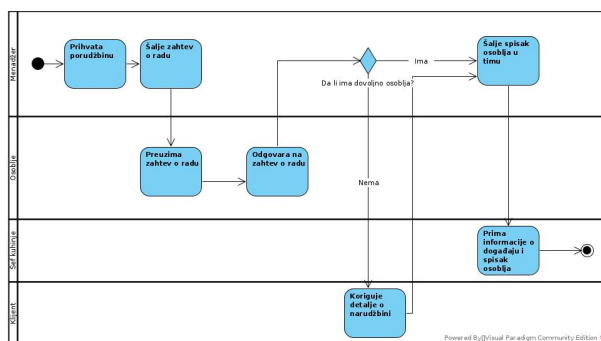 Menadžer
Prihvata
porudžbinu
Šalje zahtev
o radu
Da li ima dovoljno osoblja?
Ima
Šalje spisak
osoblja u
timu
Osoblje
Preuzima
zahtev o radu
Odgovara na
zahtev o radu
Nema
Šef kuhinje
Prima
informacije o
događaju i
spisak
osoblja
Klijent
Koriguje
detalje o
narudžbini
Powered By Visual Paradigm Community Edition